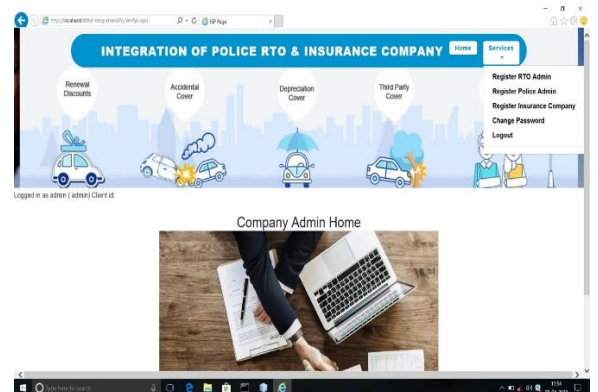 JSP Page
INTEGRATION OF POLICE RTO & INSURANCE COMPANY
Home
Services
Register RTO Admin
Register Police Admin
Register Insurance Company
Change Password
Logout
Renewal
Discounts
Accidental
Cover
Depreciation
Cover
Third Party
Cover
Logged in as admin ( admin) Client id:
Company Admin Home
Type here to search